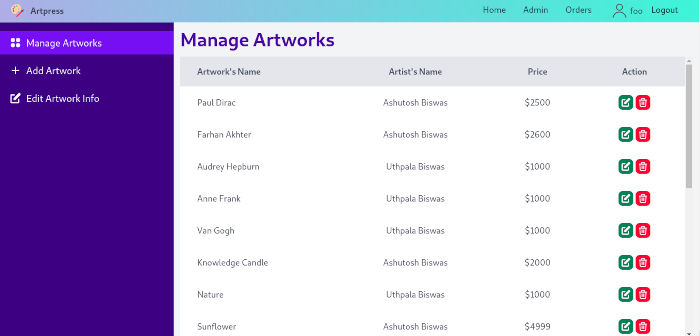 Artpress Home Admin Orders foo Logout
Manage Artworks
Add Artwork
Edit Artwork Info
Manage Artworks
Artwork's Name Artist's Name Price Action
Paul Dirac Ashutosh Biswas $2500
Farhan Akhter Ashutosh Biswas $2600
Audrey Hepburn Uthpala Biswas $1000
Anne Frank Uthpala Biswas $1000
Van Gogh Uthpala Biswas $1000
Knowledge Candle Ashutosh Biswas $2000
Nature Uthpala Biswas $1000
Sunflower Ashutosh Biswas $4999